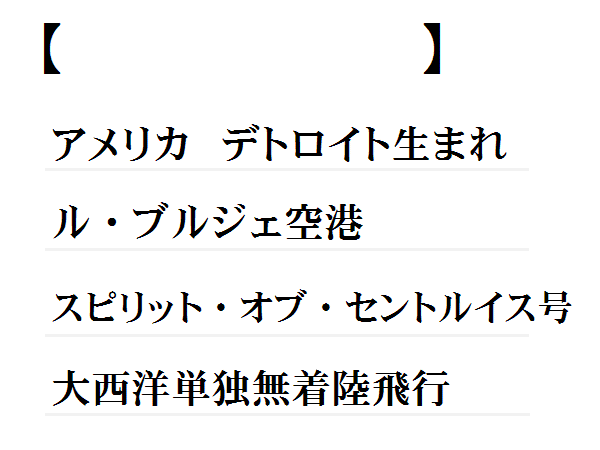 【　　　　　　　　　】
アメリカ　デトロイト生まれ
ル・ブルジェ空港
スピリット・オブ・セントルイス号
大西洋単独無着陸飛行